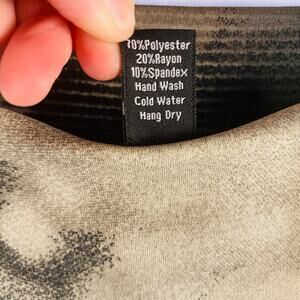 70%Polyester
20%Rayon
10%Spandex
Hand Wash
Cold Water
Hang Dry